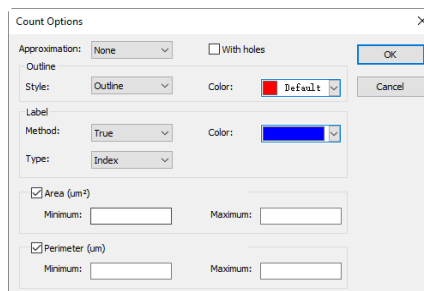 Count Options
Approximation: None With holes OK
Outline
Style: Outline Color: Default Cancel
Label
Method: True Color:
Type: Index
Area (um²)
Minimum: Maximum:
Perimeter (um)
Minimum: Maximum: